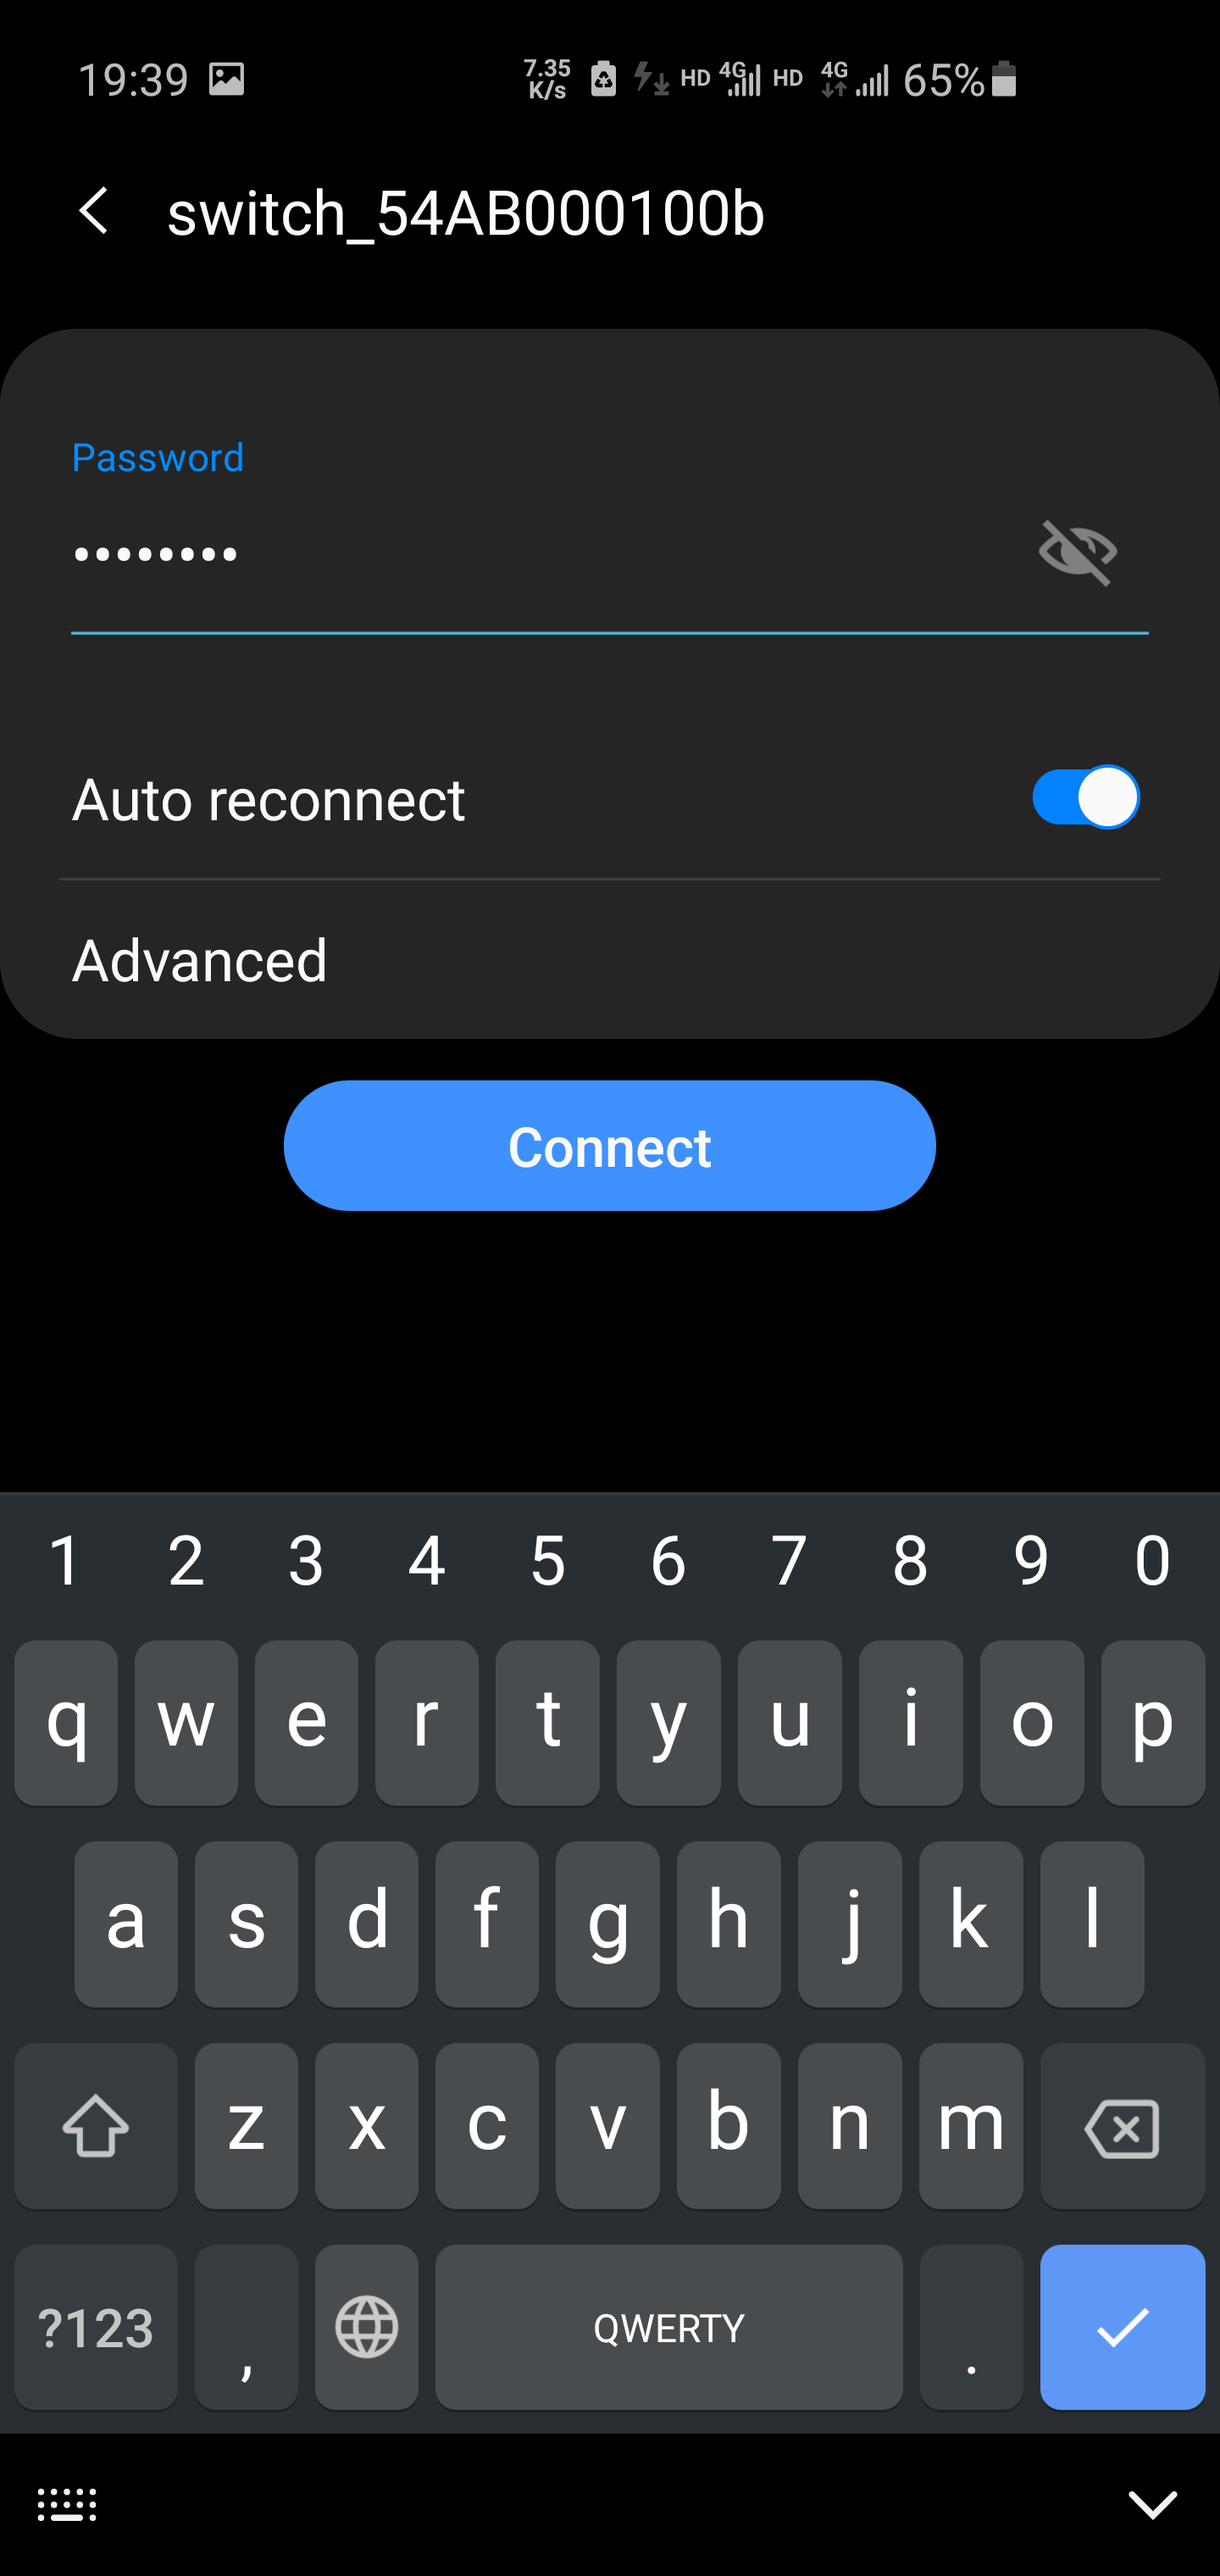 19:39 7.35 K/s HD 4G HD 4G 65%
switch_54AB000100b
Password
••••••••
Auto reconnect
Advanced
Connect
1 2 3 4 5 6 7 8 9 0
q w e r t y u i o p
a s d f g h j k l
z x c v b n m
?123 , QWERTY .